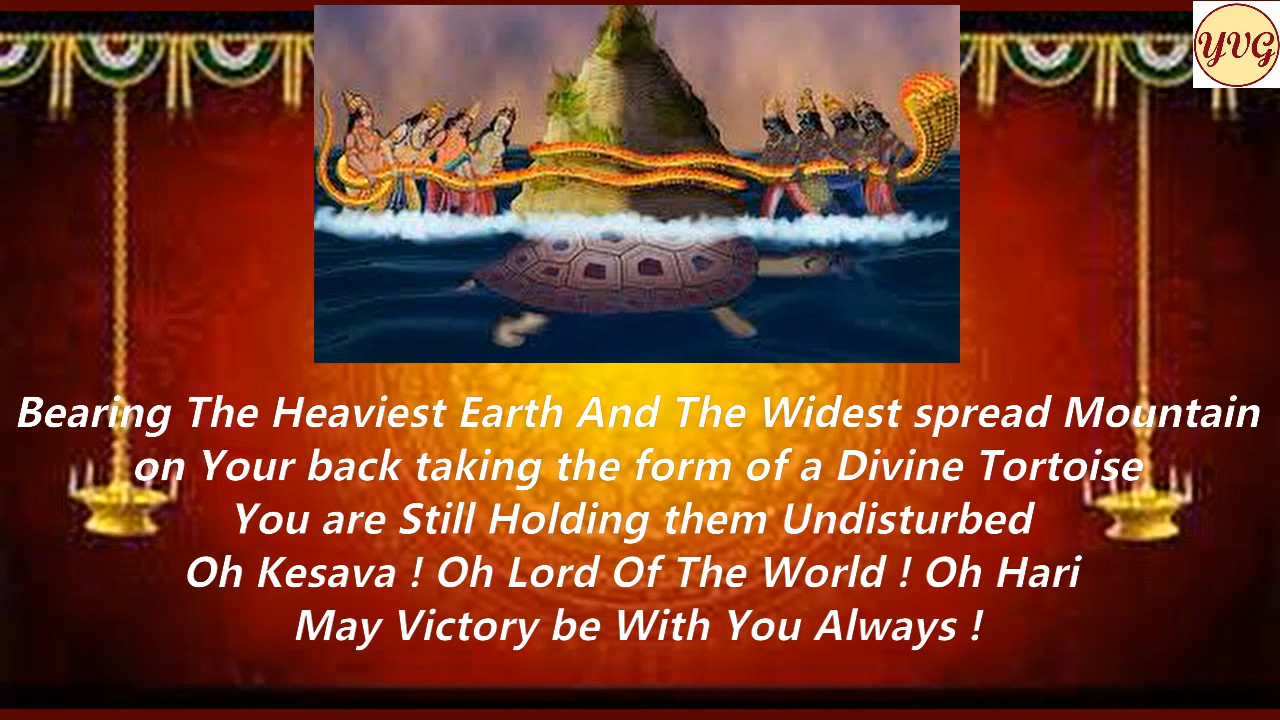 YVG
Bearing The Heaviest Earth And The Widest spread Mountain
on Your back taking the form of a Divine Tortoise
You are Still Holding them Undisturbed
Oh Kesava ! Oh Lord Of The World ! Oh Hari
May Victory be With You Always !